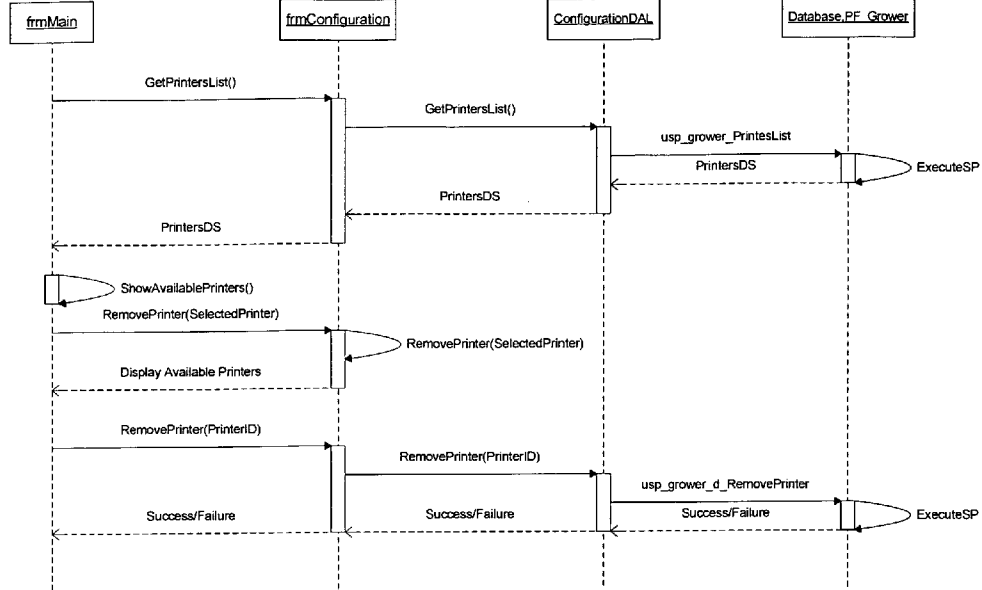 frmMain
frmConfiguration
ConfigurationDAL
Database.PF_Grower
GetPrintersList()
GetPrintersList()
usp_grower_PrintesList
PrintersDS
ExecuteSP
PrintersDS
PrintersDS
ShowAvailablePrinters()
RemovePrinter(SelectedPrinter)
RemovePrinter(SelectedPrinter)
Display Available Printers
RemovePrinter(PrinterID)
RemovePrinter(PrinterID)
usp_grower_d_RemovePrinter
Success/Failure
Success/Failure
Success/Failure
ExecuteSP